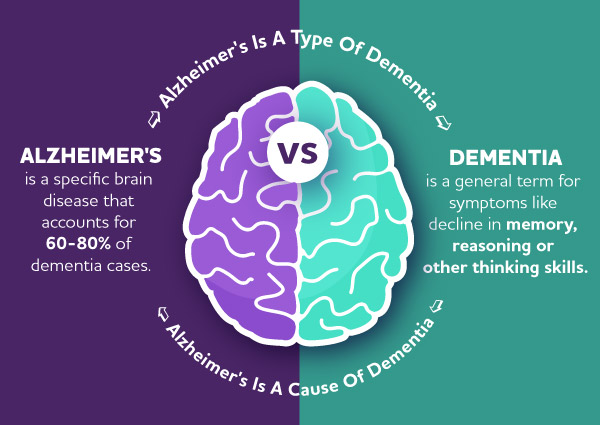 Alzheimer's Is A Type Of Dementia
VS
ALZHEIMER'S
is a specific brain
disease that
accounts for
60-80% of
dementia cases.
DEMENTIA
is a general term for
symptoms like
decline in memory,
reasoning or
other thinking skills.
Alzheimer's Is A Cause Of Dementia